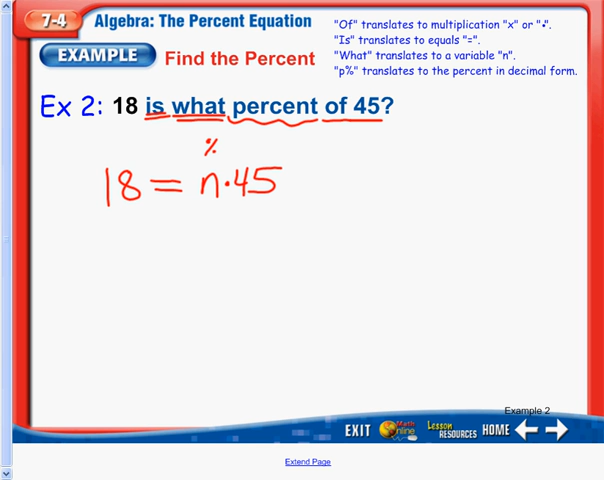 7-4 Algebra: The Percent Equation
"Of" translates to multiplication "x" or "•".
"Is" translates to equals "=".
"What" translates to a variable "n".
"p%" translates to the percent in decimal form.
EXAMPLE Find the Percent
Ex 2: 18 is what percent of 45?
%
18 = n·45
Example 2
EXIT Math Online Lesson RESOURCES HOME
Extend Page